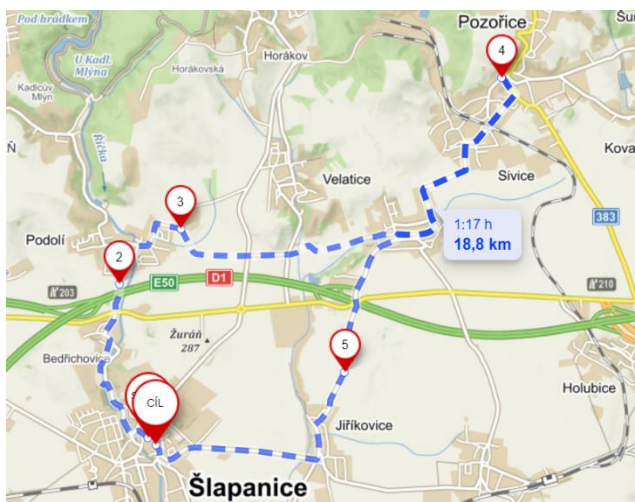 Pod hrádkem
Pozořice
U Kadl.
Mlýna
Kadlcův
Mlýn
Horákovská
Horákov
4
Říčka
Velatice
Sivice
Kova
383
3
Podolí
2
1:17 h
18,8 km
E50
D1
203
210
Žuráň
287
Bedřichovice
5
CÍL
Jiříkovice
Holubice
Šlapanice